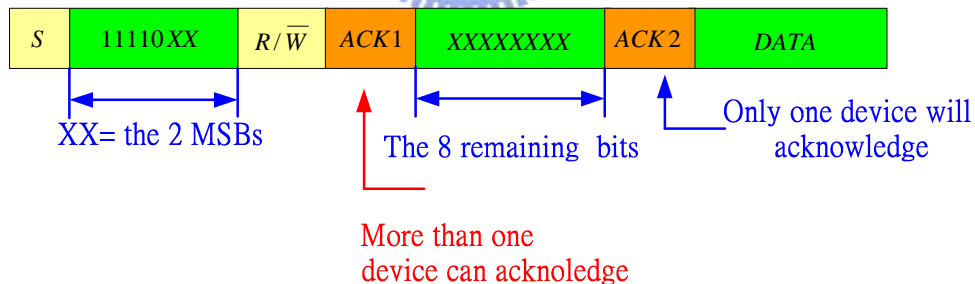 S 11110XX R/W̅ ACK1 XXXXXXXX ACK2 DATA
XX= the 2 MSBs
The 8 remaining bits
Only one device will
acknowledge
More than one
device can acknoledge